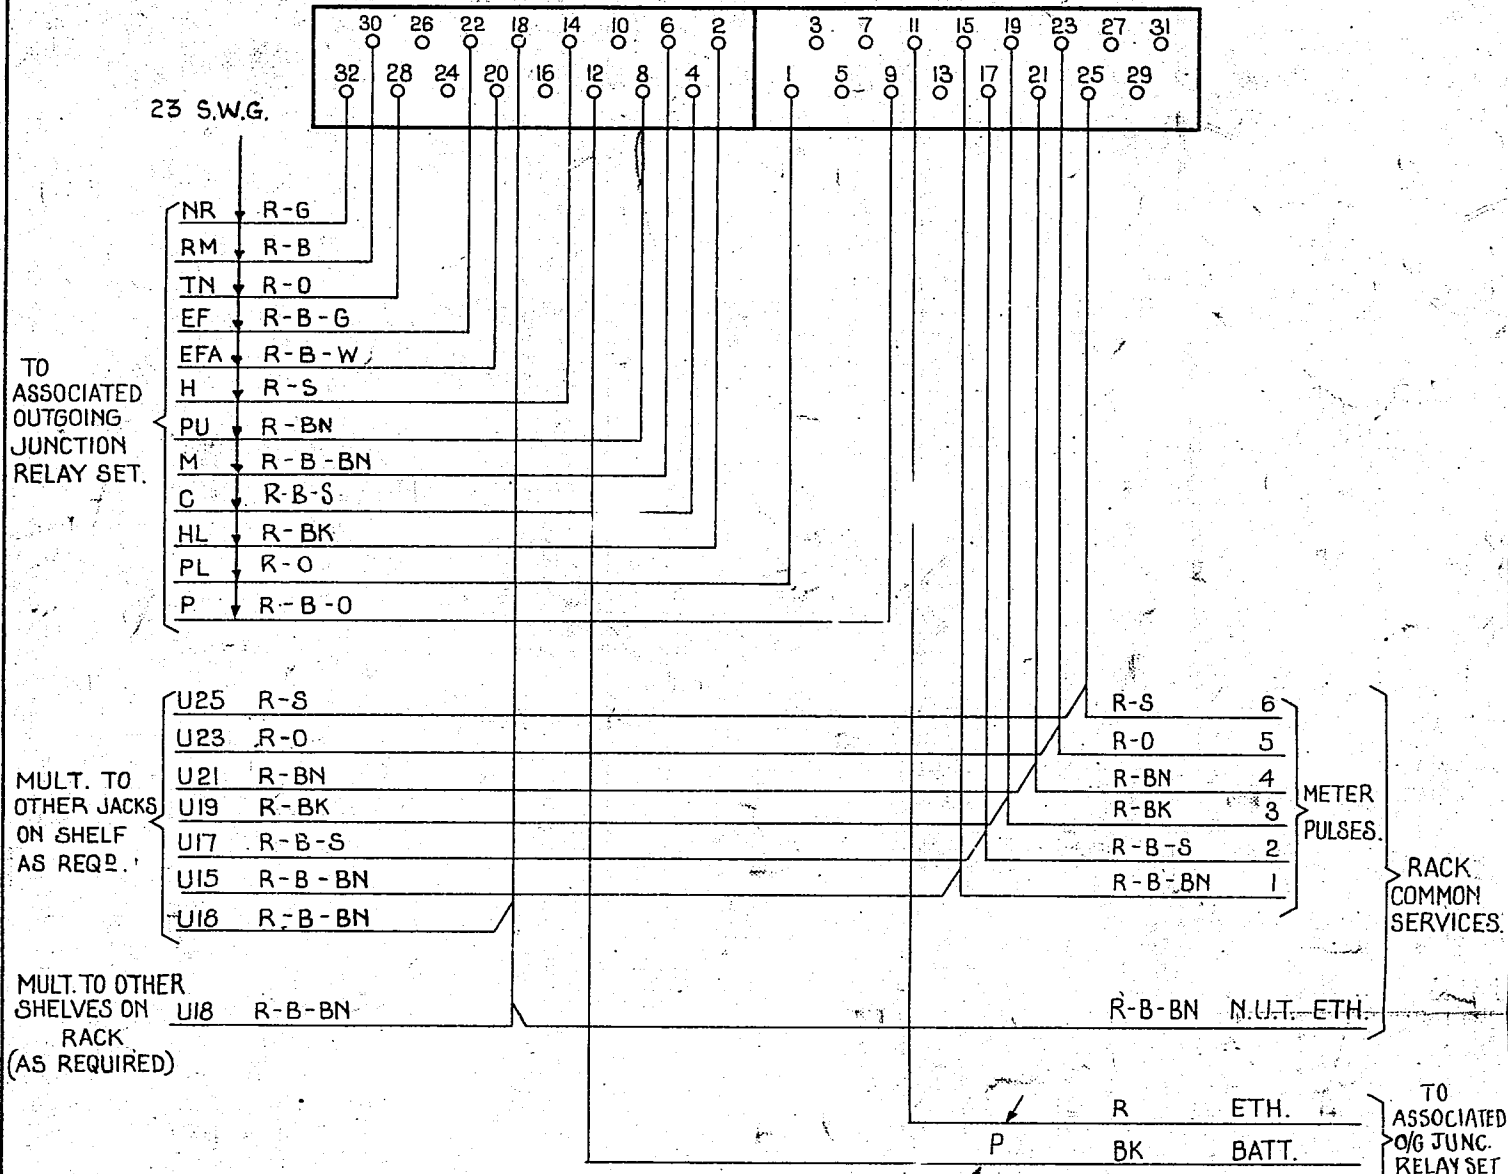 30 26 22 18 14 10 6 2 3 7 11 15 19 23 27 31
32 28 24 20 16 12 8 4 1 5 9 13 17 21 25 29
23 S.W.G.
NR R-G
RM R-B
TN R-O
EF R-B-G
EFA R-B-W
H R-S
PU R-BN
M R-B-BN
C R-B-S
HL R-BK
PL R-O
P R-B-O
TO
ASSOCIATED
OUTGOING
JUNCTION
RELAY SET.
U25 R-S
U23 R-O
U21 R-BN
U19 R-BK
U17 R-B-S
U15 R-B-BN
U18 R-B-BN
MULT. TO
OTHER JACKS
ON SHELF
AS REQD.
R-S 6
R-O 5
R-BN 4
R-BK 3
R-B-S 2
R-B-BN 1
METER
PULSES.
RACK
COMMON
SERVICES.
MULT. TO OTHER
SHELVES ON
RACK
(AS REQUIRED)
U18 R-B-BN
R-B-BN N.U.T. ETH.
R ETH.
P BK BATT.
TO
ASSOCIATED
O/G JUNC.
RELAY SET